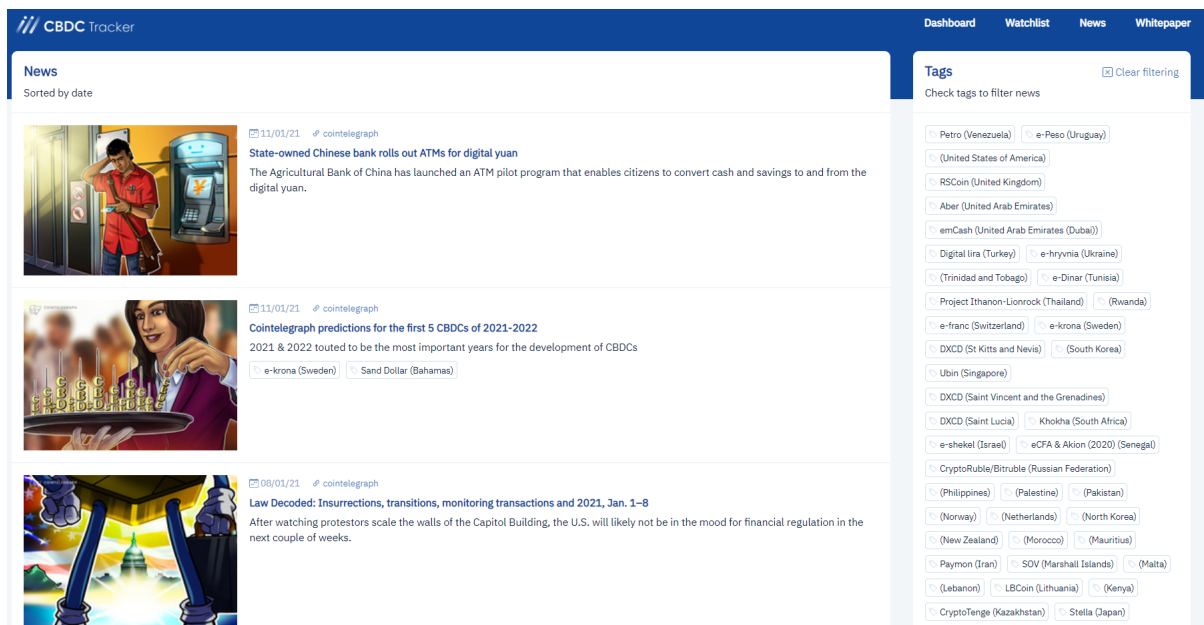 CBDC Tracker
Dashboard Watchlist News Whitepaper
News
Sorted by date
11/01/21 cointelegraph
State-owned Chinese bank rolls out ATMs for digital yuan
The Agricultural Bank of China has launched an ATM pilot program that enables citizens to convert cash and savings to and from the
digital yuan.
COINTELEGRAPH
11/01/21 cointelegraph
Cointelegraph predictions for the first 5 CBDCs of 2021-2022
2021 & 2022 touted to be the most important years for the development of CBDCs
e-krona (Sweden) Sand Dollar (Bahamas)
08/01/21 cointelegraph
Law Decoded: Insurrections, transitions, monitoring transactions and 2021, Jan. 1–8
After watching protestors scale the walls of the Capitol Building, the U.S. will likely not be in the mood for financial regulation in the
next couple of weeks.
Tags
Clear filtering
Check tags to filter news
Petro (Venezuela) e-Peso (Uruguay)
(United States of America)
RSCoin (United Kingdom)
Aber (United Arab Emirates)
emCash (United Arab Emirates (Dubai))
Digital lira (Turkey) e-hryvnia (Ukraine)
(Trinidad and Tobago) e-Dinar (Tunisia)
Project Ithanon-Lionrock (Thailand) (Rwanda)
e-franc (Switzerland) e-krona (Sweden)
DXCD (St Kitts and Nevis) (South Korea)
Ubin (Singapore)
DXCD (Saint Vincent and the Grenadines)
DXCD (Saint Lucia) Khokha (South Africa)
e-shekel (Israel) eCFA & Akion (2020) (Senegal)
CryptoRuble/Bitruble (Russian Federation)
(Philippines) (Palestine) (Pakistan)
(Norway) (Netherlands) (North Korea)
(New Zealand) (Morocco) (Mauritius)
Paymon (Iran) SOV (Marshall Islands) (Malta)
(Lebanon) LBCoin (Lithuania) (Kenya)
CryptoTenge (Kazakhstan) Stella (Japan)